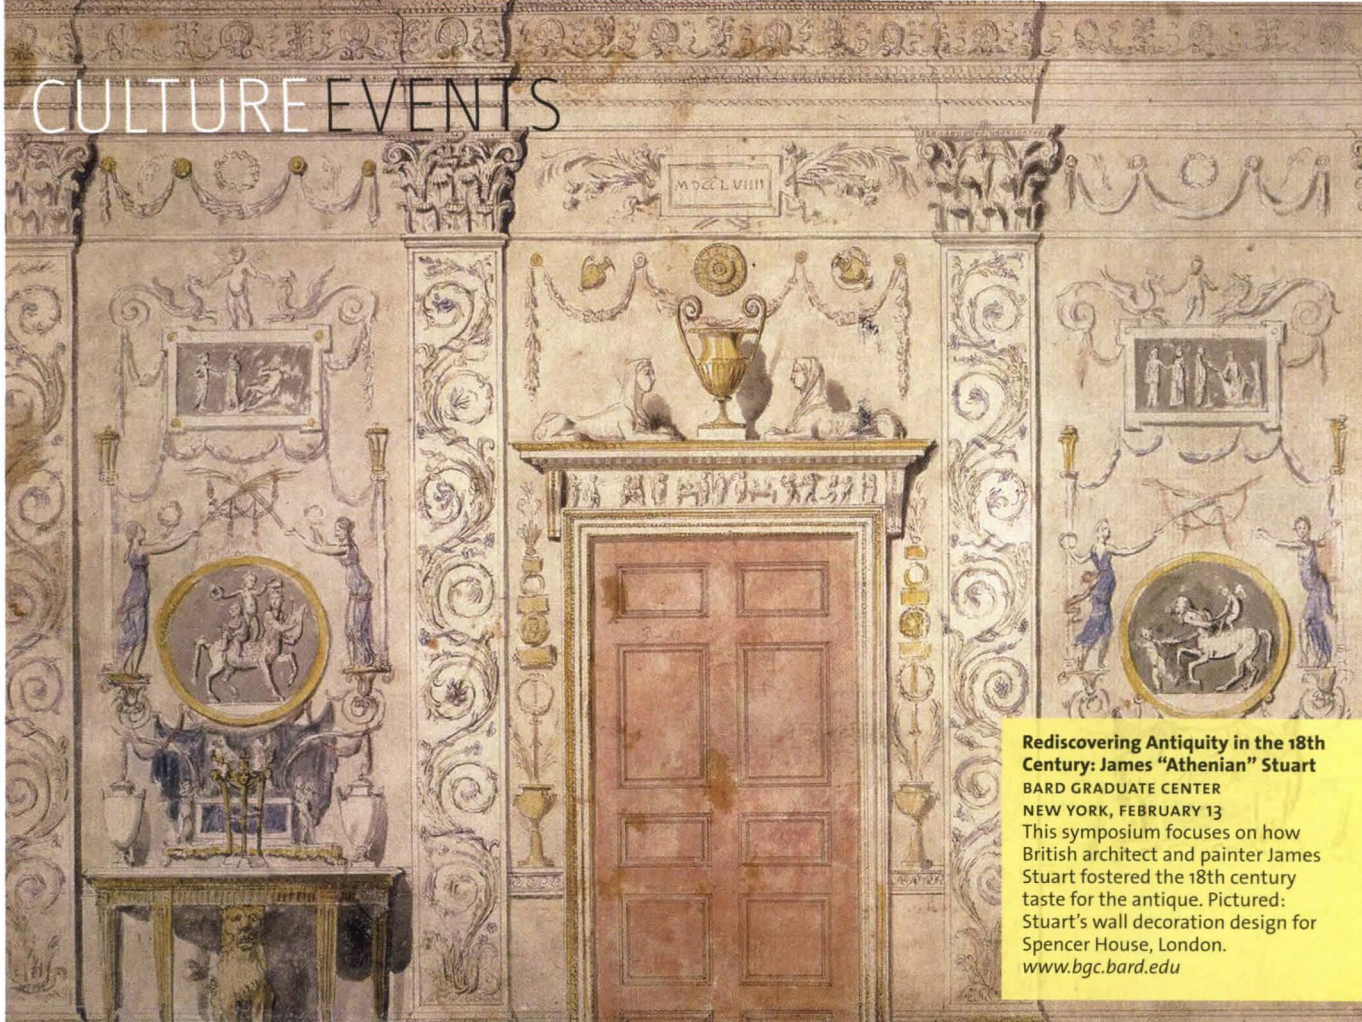 CULTURE EVENTS
MDCCLVIIII
Rediscovering Antiquity in the 18th
Century: James “Athenian” Stuart
BARD GRADUATE CENTER
NEW YORK, FEBRUARY 13
This symposium focuses on how
British architect and painter James
Stuart fostered the 18th century
taste for the antique. Pictured:
Stuart’s wall decoration design for
Spencer House, London.
www.bgc.bard.edu